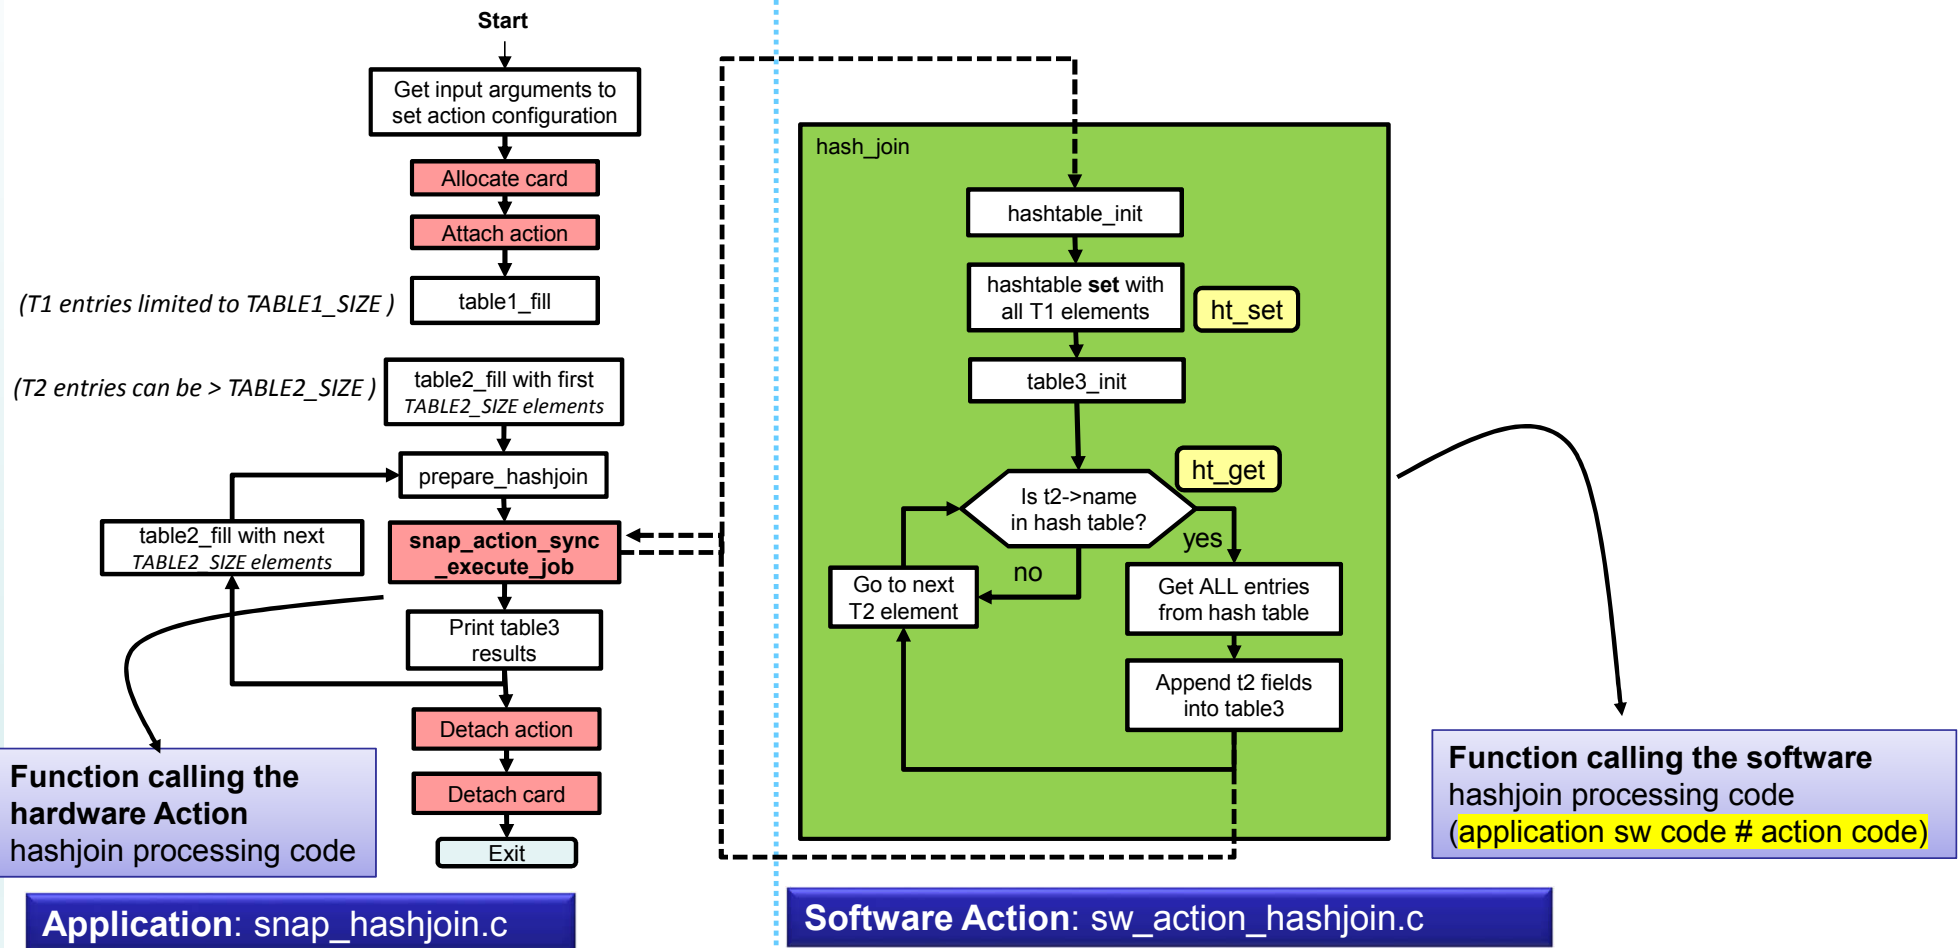 Start
Get input arguments to
set action configuration
Allocate card
Attach action
(T1 entries limited to TABLE1_SIZE )
table1_fill
(T2 entries can be > TABLE2_SIZE )
table2_fill with first
TABLE2_SIZE elements
prepare_hashjoin
table2_fill with next
TABLE2_SIZE elements
snap_action_sync
_execute_job
Print table3
results
Detach action
Detach card
Exit
Function calling the
hardware Action
hashjoin processing code
Application: snap_hashjoin.c
hash_join
hashtable_init
hashtable set with
all T1 elements
ht_set
table3_init
ht_get
Is t2->name
in hash table?
yes
no
Go to next
T2 element
Get ALL entries
from hash table
Append t2 fields
into table3
Function calling the software
hashjoin processing code
(application sw code # action code)
Software Action: sw_action_hashjoin.c